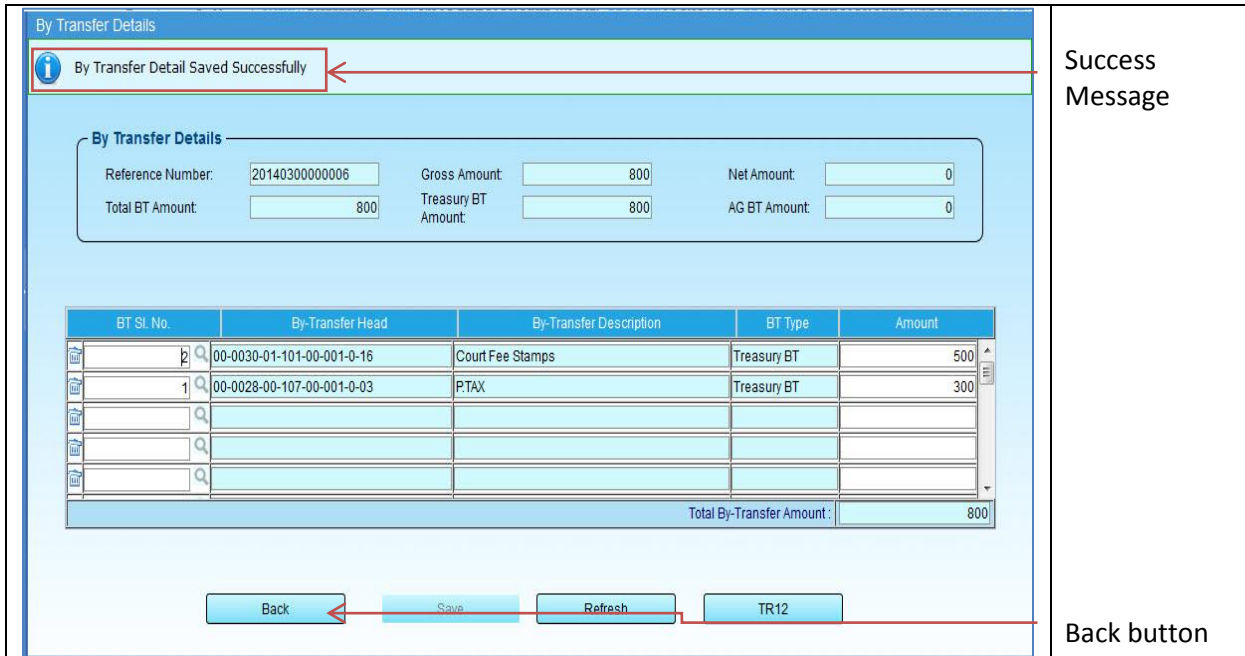 By Transfer Details
By Transfer Detail Saved Successfully
Success
Message
By Transfer Details
Reference Number: 20140300000006 Gross Amount: 800 Net Amount: 0
Total BT Amount: 800 Treasury BT Amount: 800 AG BT Amount: 0
BT Sl. No. By-Transfer Head By-Transfer Description BT Type Amount
2 00-0030-01-101-00-001-0-16 Court Fee Stamps Treasury BT 500
1 00-0028-00-107-00-001-0-03 P.TAX Treasury BT 300
Total By-Transfer Amount : 800
Back Save Refresh TR12
Back button